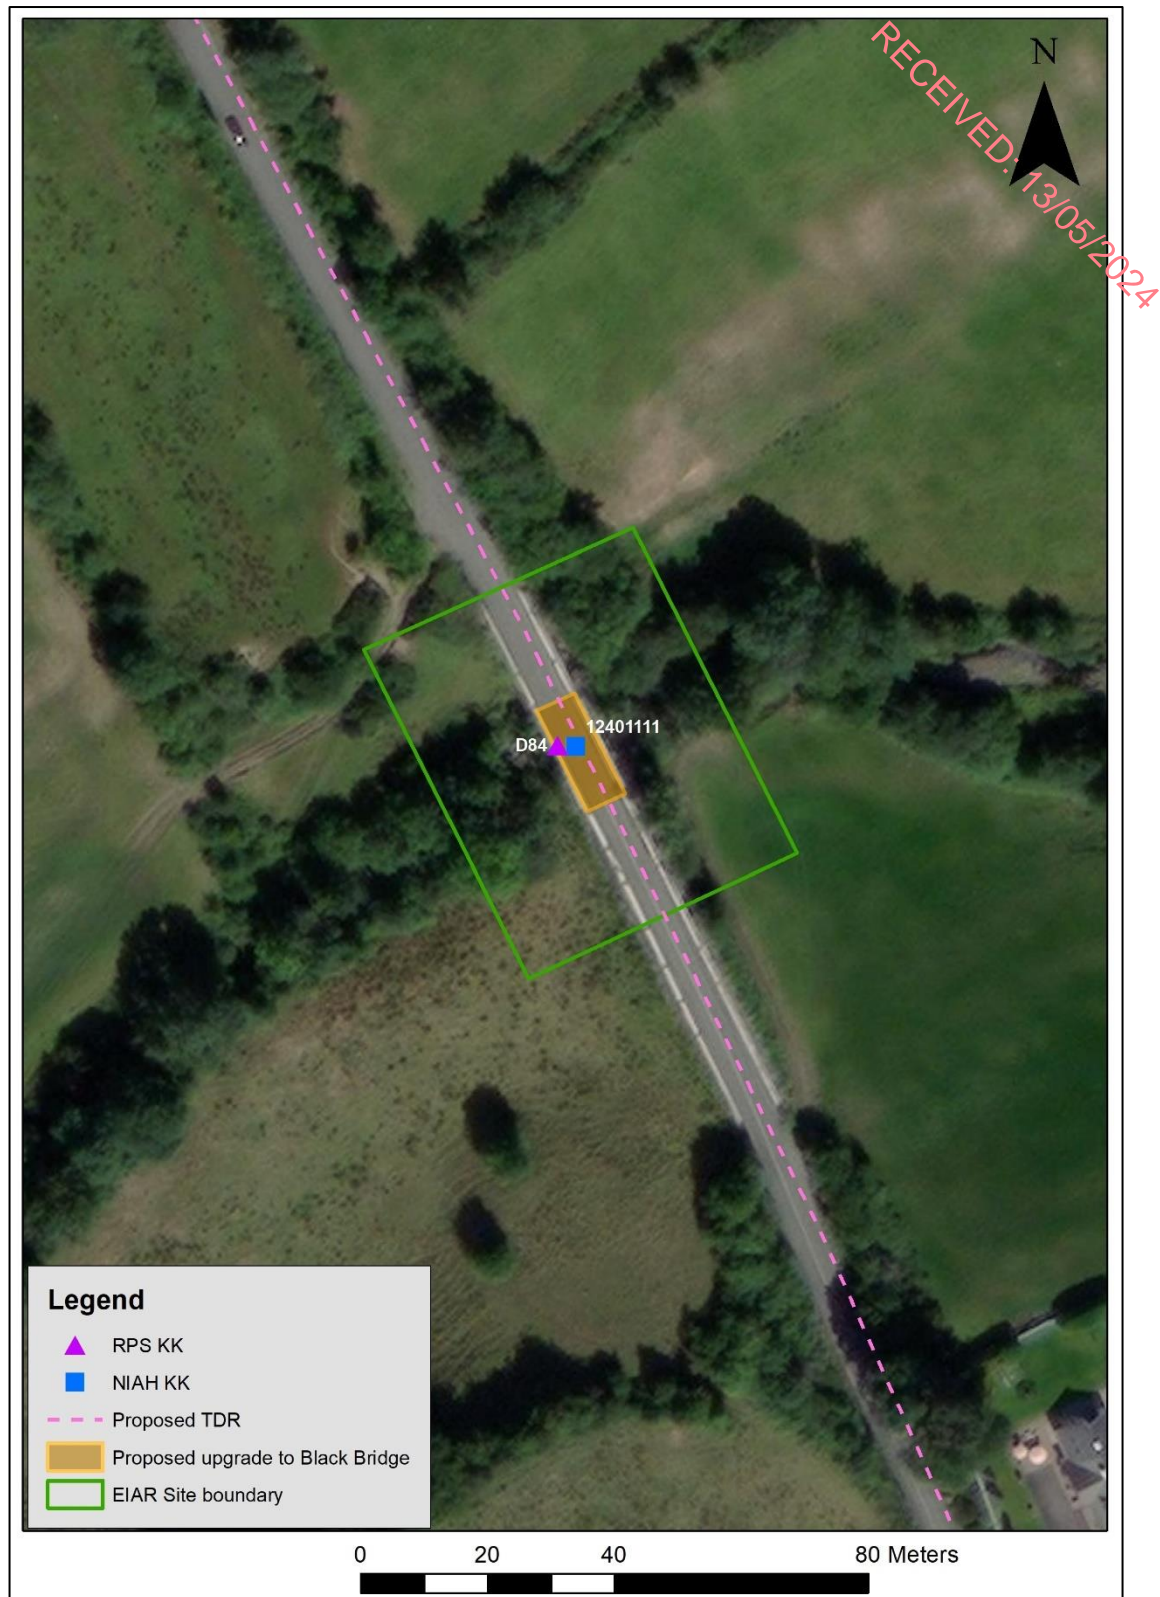 RECEIVED: 13/05/2024
N
12401111
D84
Legend
RPS KK
NIAH KK
Proposed TDR
Proposed upgrade to Black Bridge
EIAR Site boundary
0 20 40 80 Meters